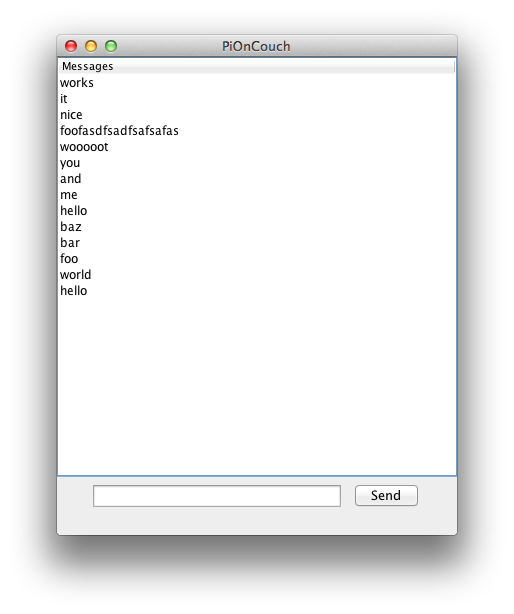 PiOnCouch
Messages
works
it
nice
foofasdfsadfsafsafas
wooooot
you
and
me
hello
baz
bar
foo
world
hello
Send